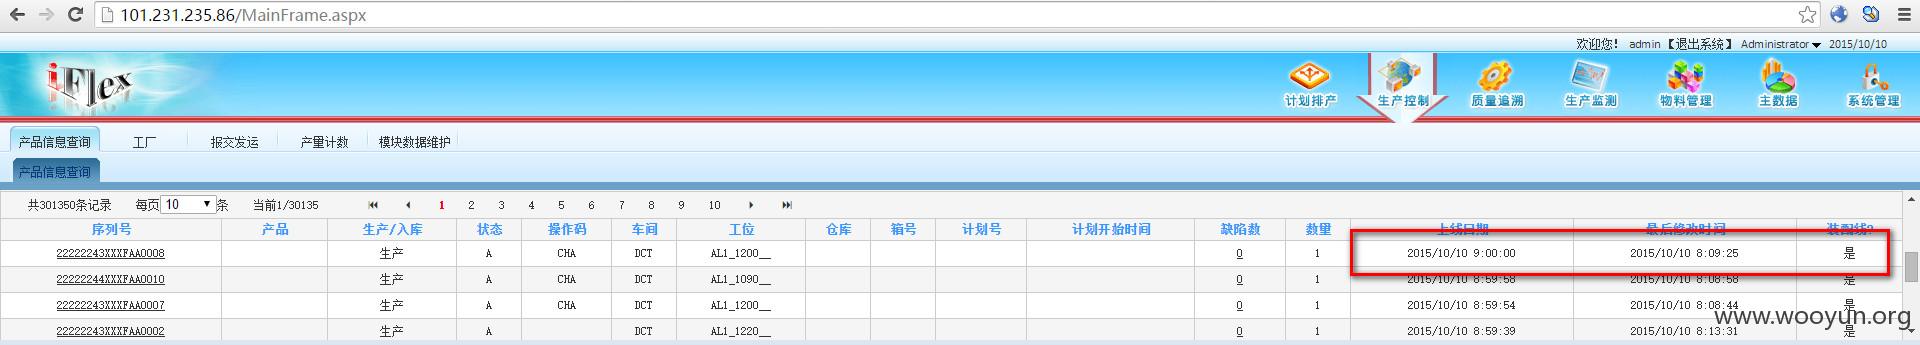 101.231.235.86/MainFrame.aspx
欢迎您! admin 【退出系统】 Administrator 2015/10/10
iFlex
计划排产 生产控制 质量追溯 生产监测 物料管理 主数据 系统管理
产品信息查询 工厂 报交发运 产量计数 模块数据维护
产品信息查询
共301350条记录 每页 10 条 当前1/30135 1 2 3 4 5 6 7 8 9 10
序列号 产品 生产/入库 状态 操作码 车间 工位 仓库 箱号 计划号 计划开始时间 缺陷数 数量 上线日期 最后修改时间 装配线?
22222243XXXFAA0008 生产 A CHA DCT AL1_1200__ 0 1 2015/10/10 9:00:00 2015/10/10 8:09:25 是
22222244XXXFAA0010 生产 A CHA DCT AL1_1090__ 0 1 2015/10/10 8:59:58 2015/10/10 8:08:58 是
22222243XXXFAA0007 生产 A CHA DCT AL1_1200__ 0 1 2015/10/10 8:59:54 2015/10/10 8:08:44 是
22222243XXXFAA0002 生产 A DCT AL1_1220__ 0 1 2015/10/10 8:59:39 2015/10/10 8:13:31 是
www.wooyun.org